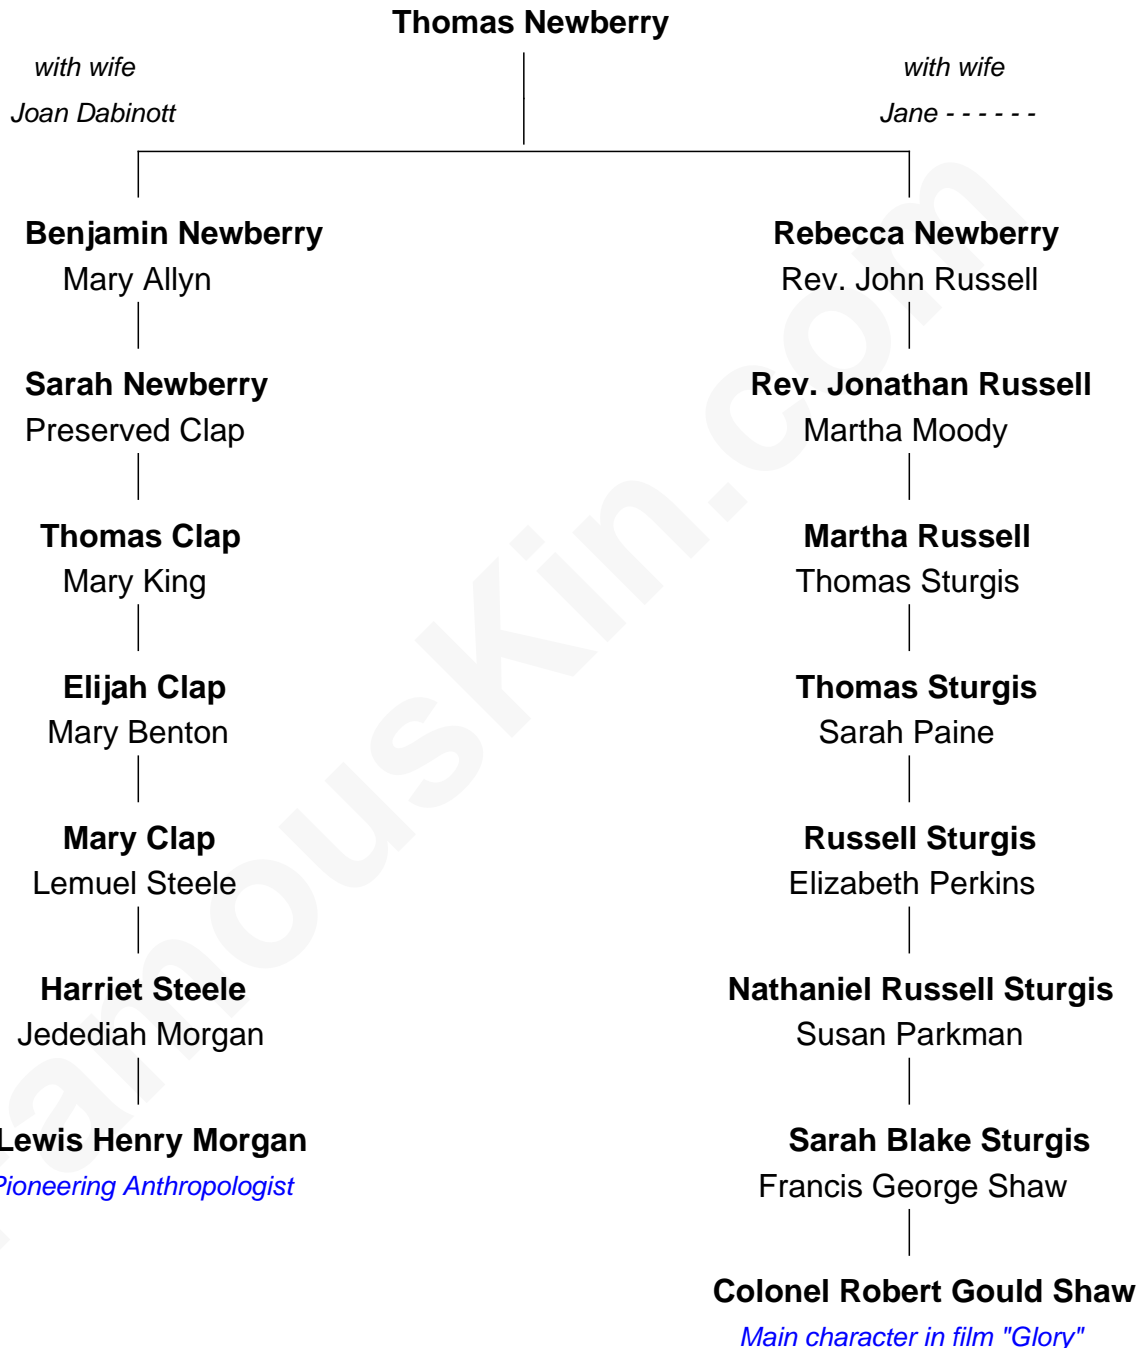 Thomas Newberry
with wife
Joan Dabinott
with wife
Jane - - - - - -
Benjamin Newberry
Mary Allyn
Rebecca Newberry
Rev. John Russell
Sarah Newberry
Preserved Clap
Rev. Jonathan Russell
Martha Moody
Thomas Clap
Mary King
Martha Russell
Thomas Sturgis
Elijah Clap
Mary Benton
Thomas Sturgis
Sarah Paine
Mary Clap
Lemuel Steele
Russell Sturgis
Elizabeth Perkins
Harriet Steele
Jedediah Morgan
Nathaniel Russell Sturgis
Susan Parkman
Lewis Henry Morgan
Pioneering Anthropologist
Sarah Blake Sturgis
Francis George Shaw
Colonel Robert Gould Shaw
Main character in film "Glory"
FamousKin.com